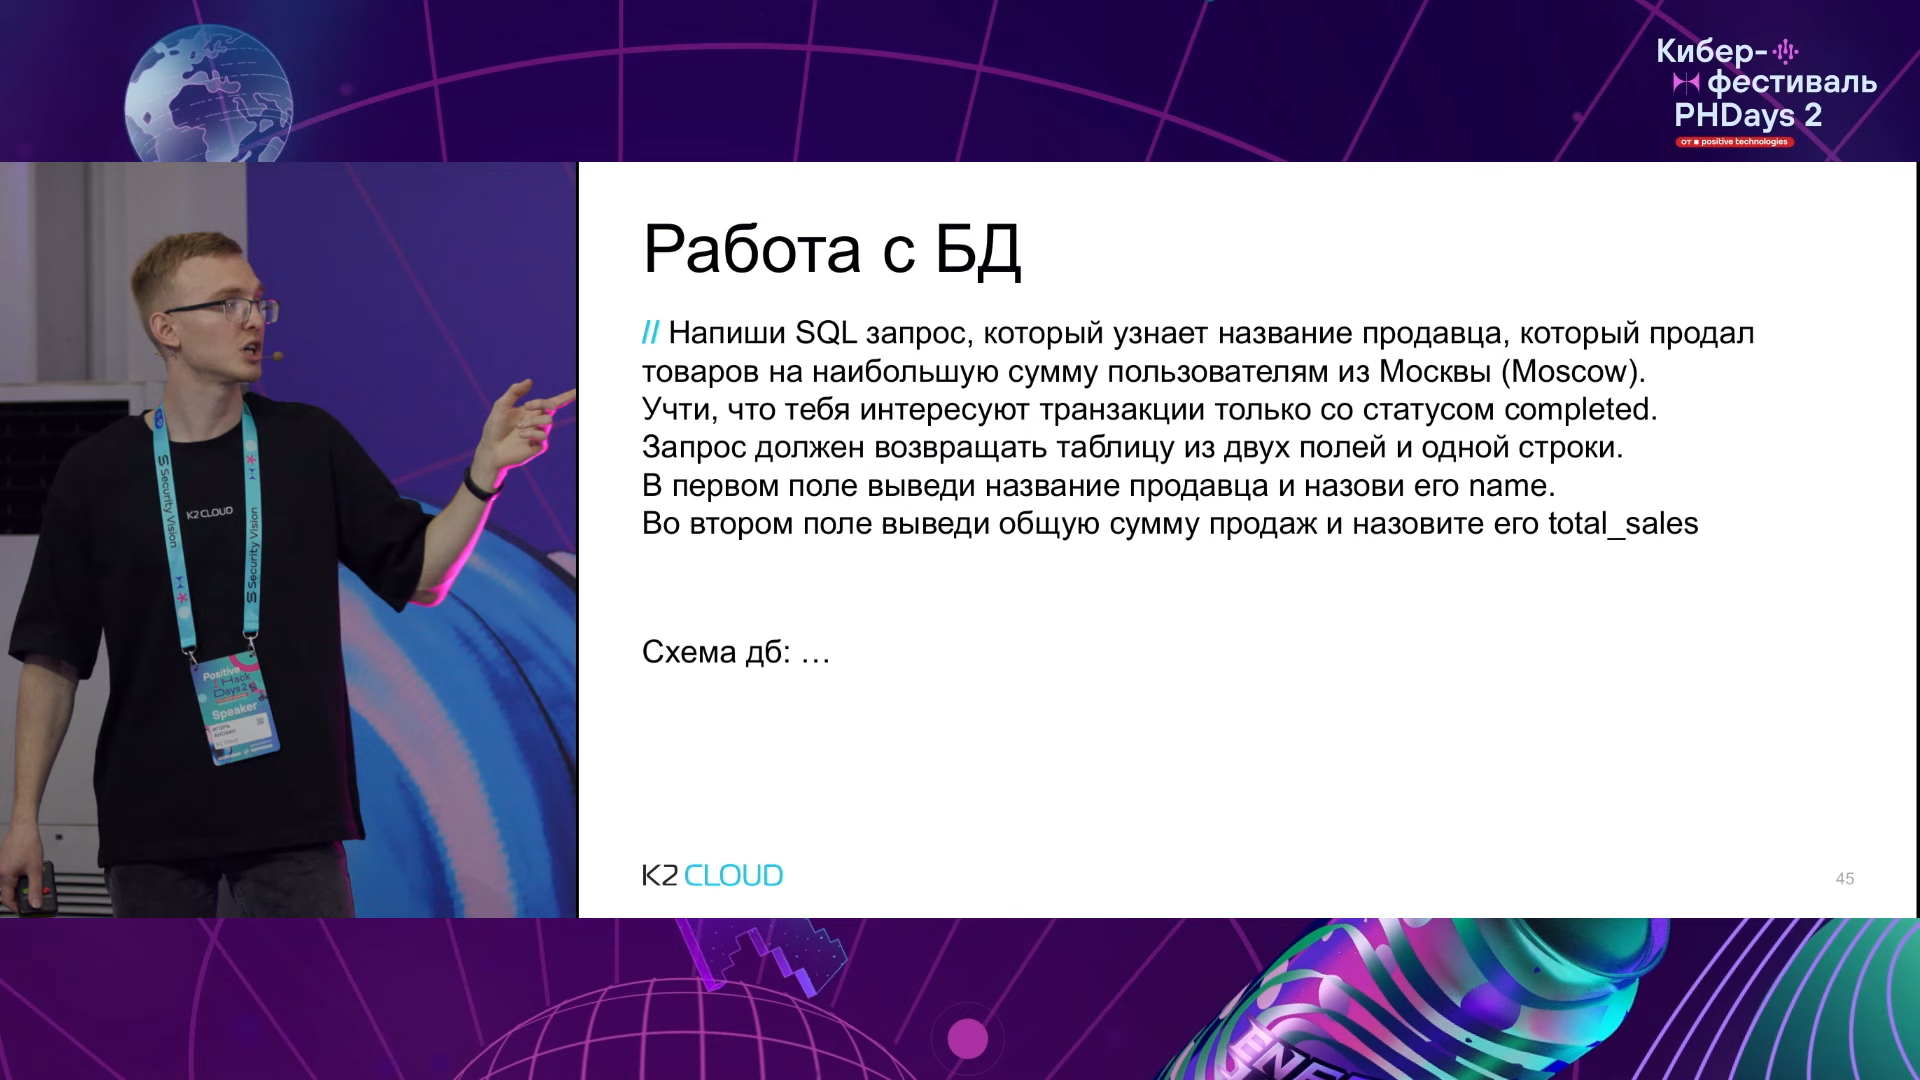 Кибер-
фестиваль
PHDays 2
от positive technologies
Работа с БД
// Напиши SQL запрос, который узнает название продавца, который продал
товаров на наибольшую сумму пользователям из Москвы (Moscow).
Учти, что тебя интересуют транзакции только со статусом completed.
Запрос должен возвращать таблицу из двух полей и одной строки.
В первом поле выведи название продавца и назови его name.
Во втором поле выведи общую сумму продаж и назовите его total_sales
Схема дб: …
K2 CLOUD
45
K2 CLOUD
Security Vision
Security Vision
Positive
Hack
Days 2
Speaker